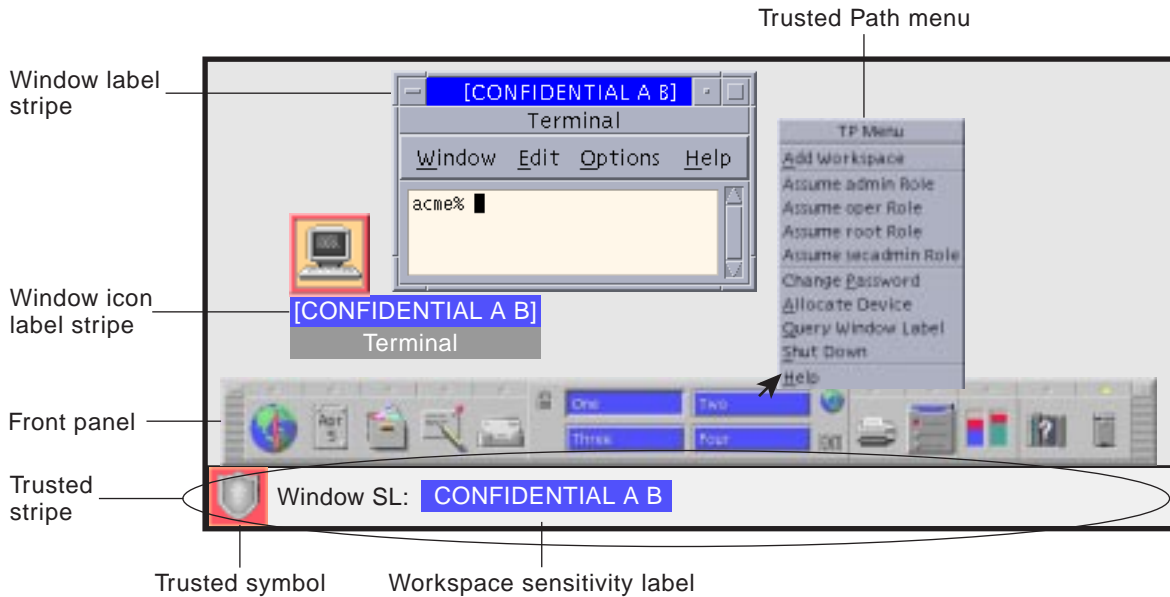 Trusted Path menu
Window label
stripe
[CONFIDENTIAL A B]
Terminal
Window Edit Options Help
acme%
TP Menu
Add Workspace
Assume admin Role
Assume oper Role
Assume root Role
Assume secadmin Role
Change Password
Allocate Device
Query Window Label
Shut Down
Help
Window icon
label stripe
[CONFIDENTIAL A B]
Terminal
Front panel
Apr
5
One
Two
Three
Four
EXIT
Trusted
stripe
Window SL: CONFIDENTIAL A B
Trusted symbol
Workspace sensitivity label